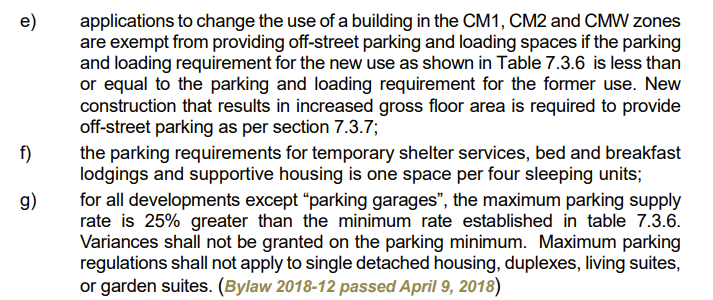 e) applications to change the use of a building in the CM1, CM2 and CMW zones
are exempt from providing off-street parking and loading spaces if the parking
and loading requirement for the new use as shown in Table 7.3.6 is less than
or equal to the parking and loading requirement for the former use. New
construction that results in increased gross floor area is required to provide
off-street parking as per section 7.3.7;
f) the parking requirements for temporary shelter services, bed and breakfast
lodgings and supportive housing is one space per four sleeping units;
g) for all developments except “parking garages”, the maximum parking supply
rate is 25% greater than the minimum rate established in table 7.3.6.
Variances shall not be granted on the parking minimum. Maximum parking
regulations shall not apply to single detached housing, duplexes, living suites,
or garden suites. (Bylaw 2018-12 passed April 9, 2018)